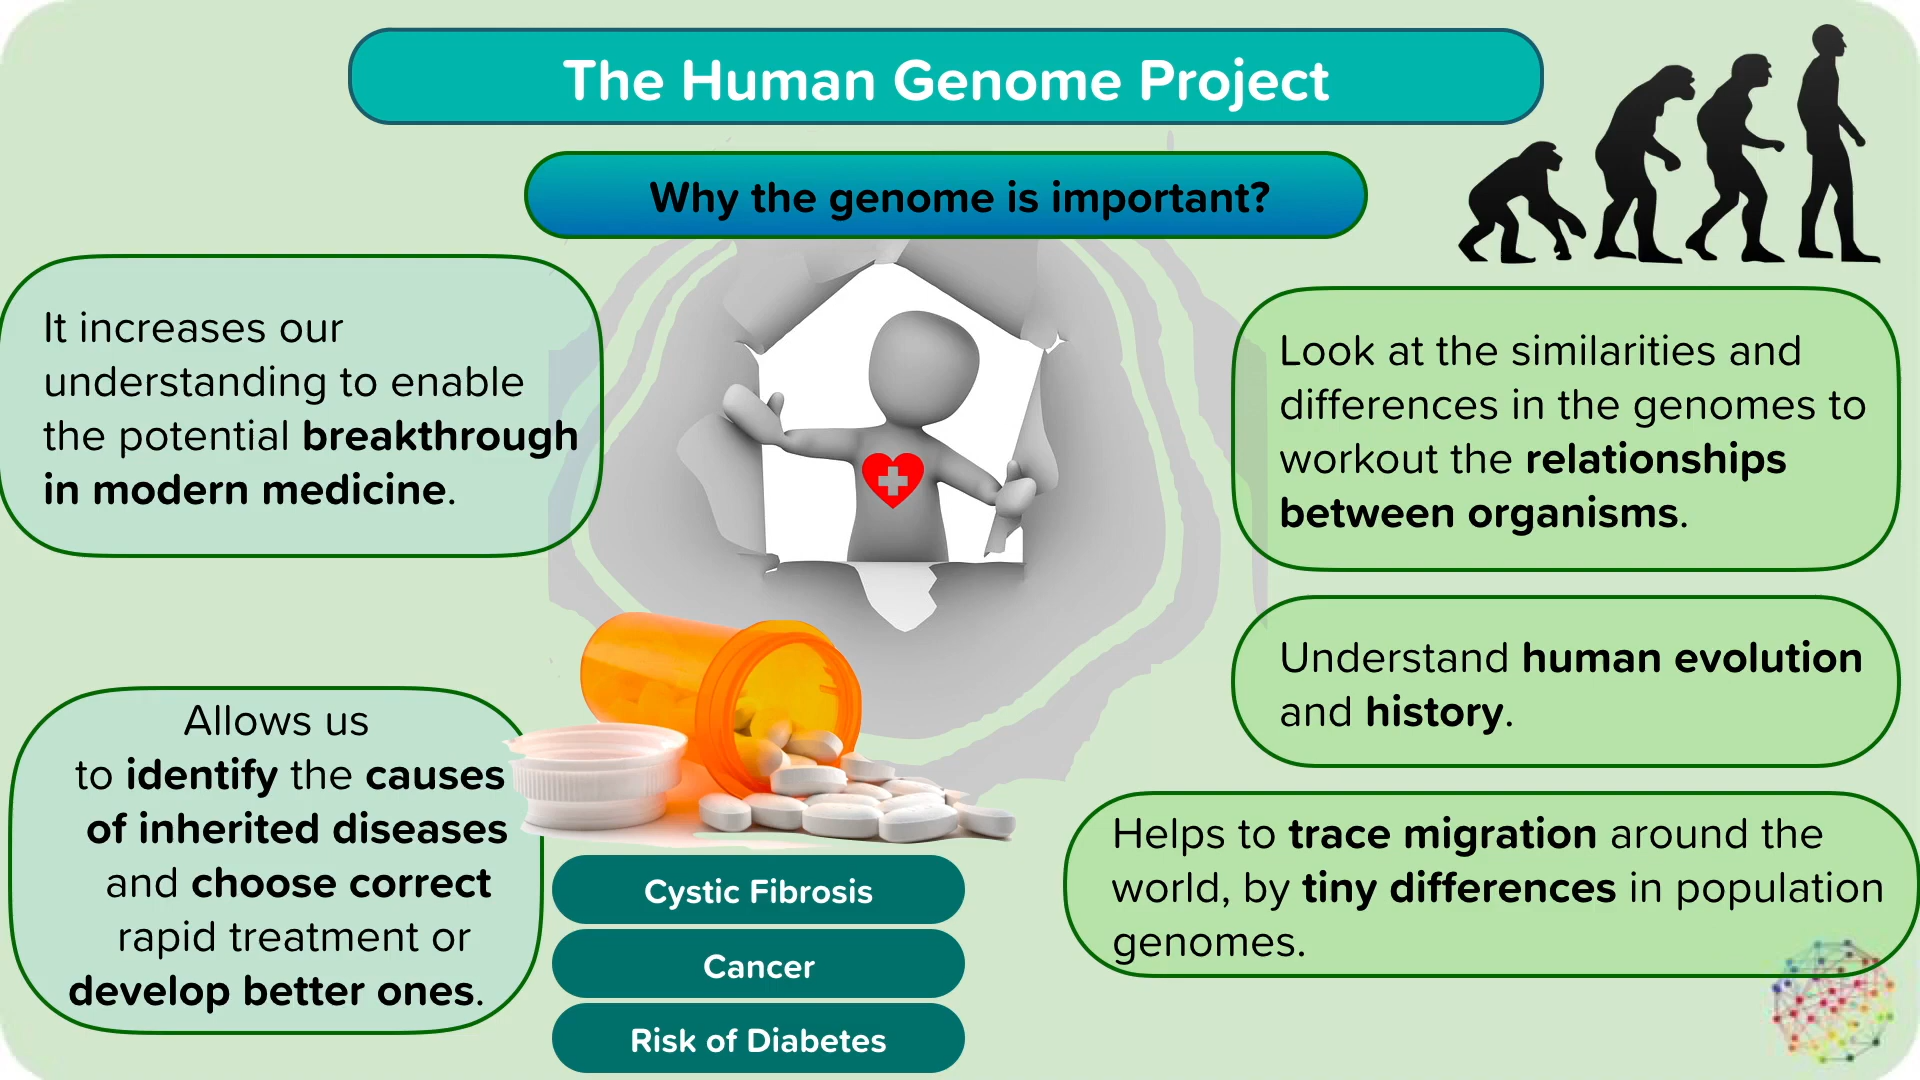 The Human Genome Project
Why the genome is important?
It increases our
understanding to enable
the potential breakthrough
in modern medicine.
Allows us
to identify the causes
of inherited diseases
and choose correct
rapid treatment or
develop better ones.
Cystic Fibrosis
Cancer
Risk of Diabetes
Look at the similarities and
differences in the genomes to
workout the relationships
between organisms.
Understand human evolution
and history.
Helps to trace migration around the
world, by tiny differences in population
genomes.